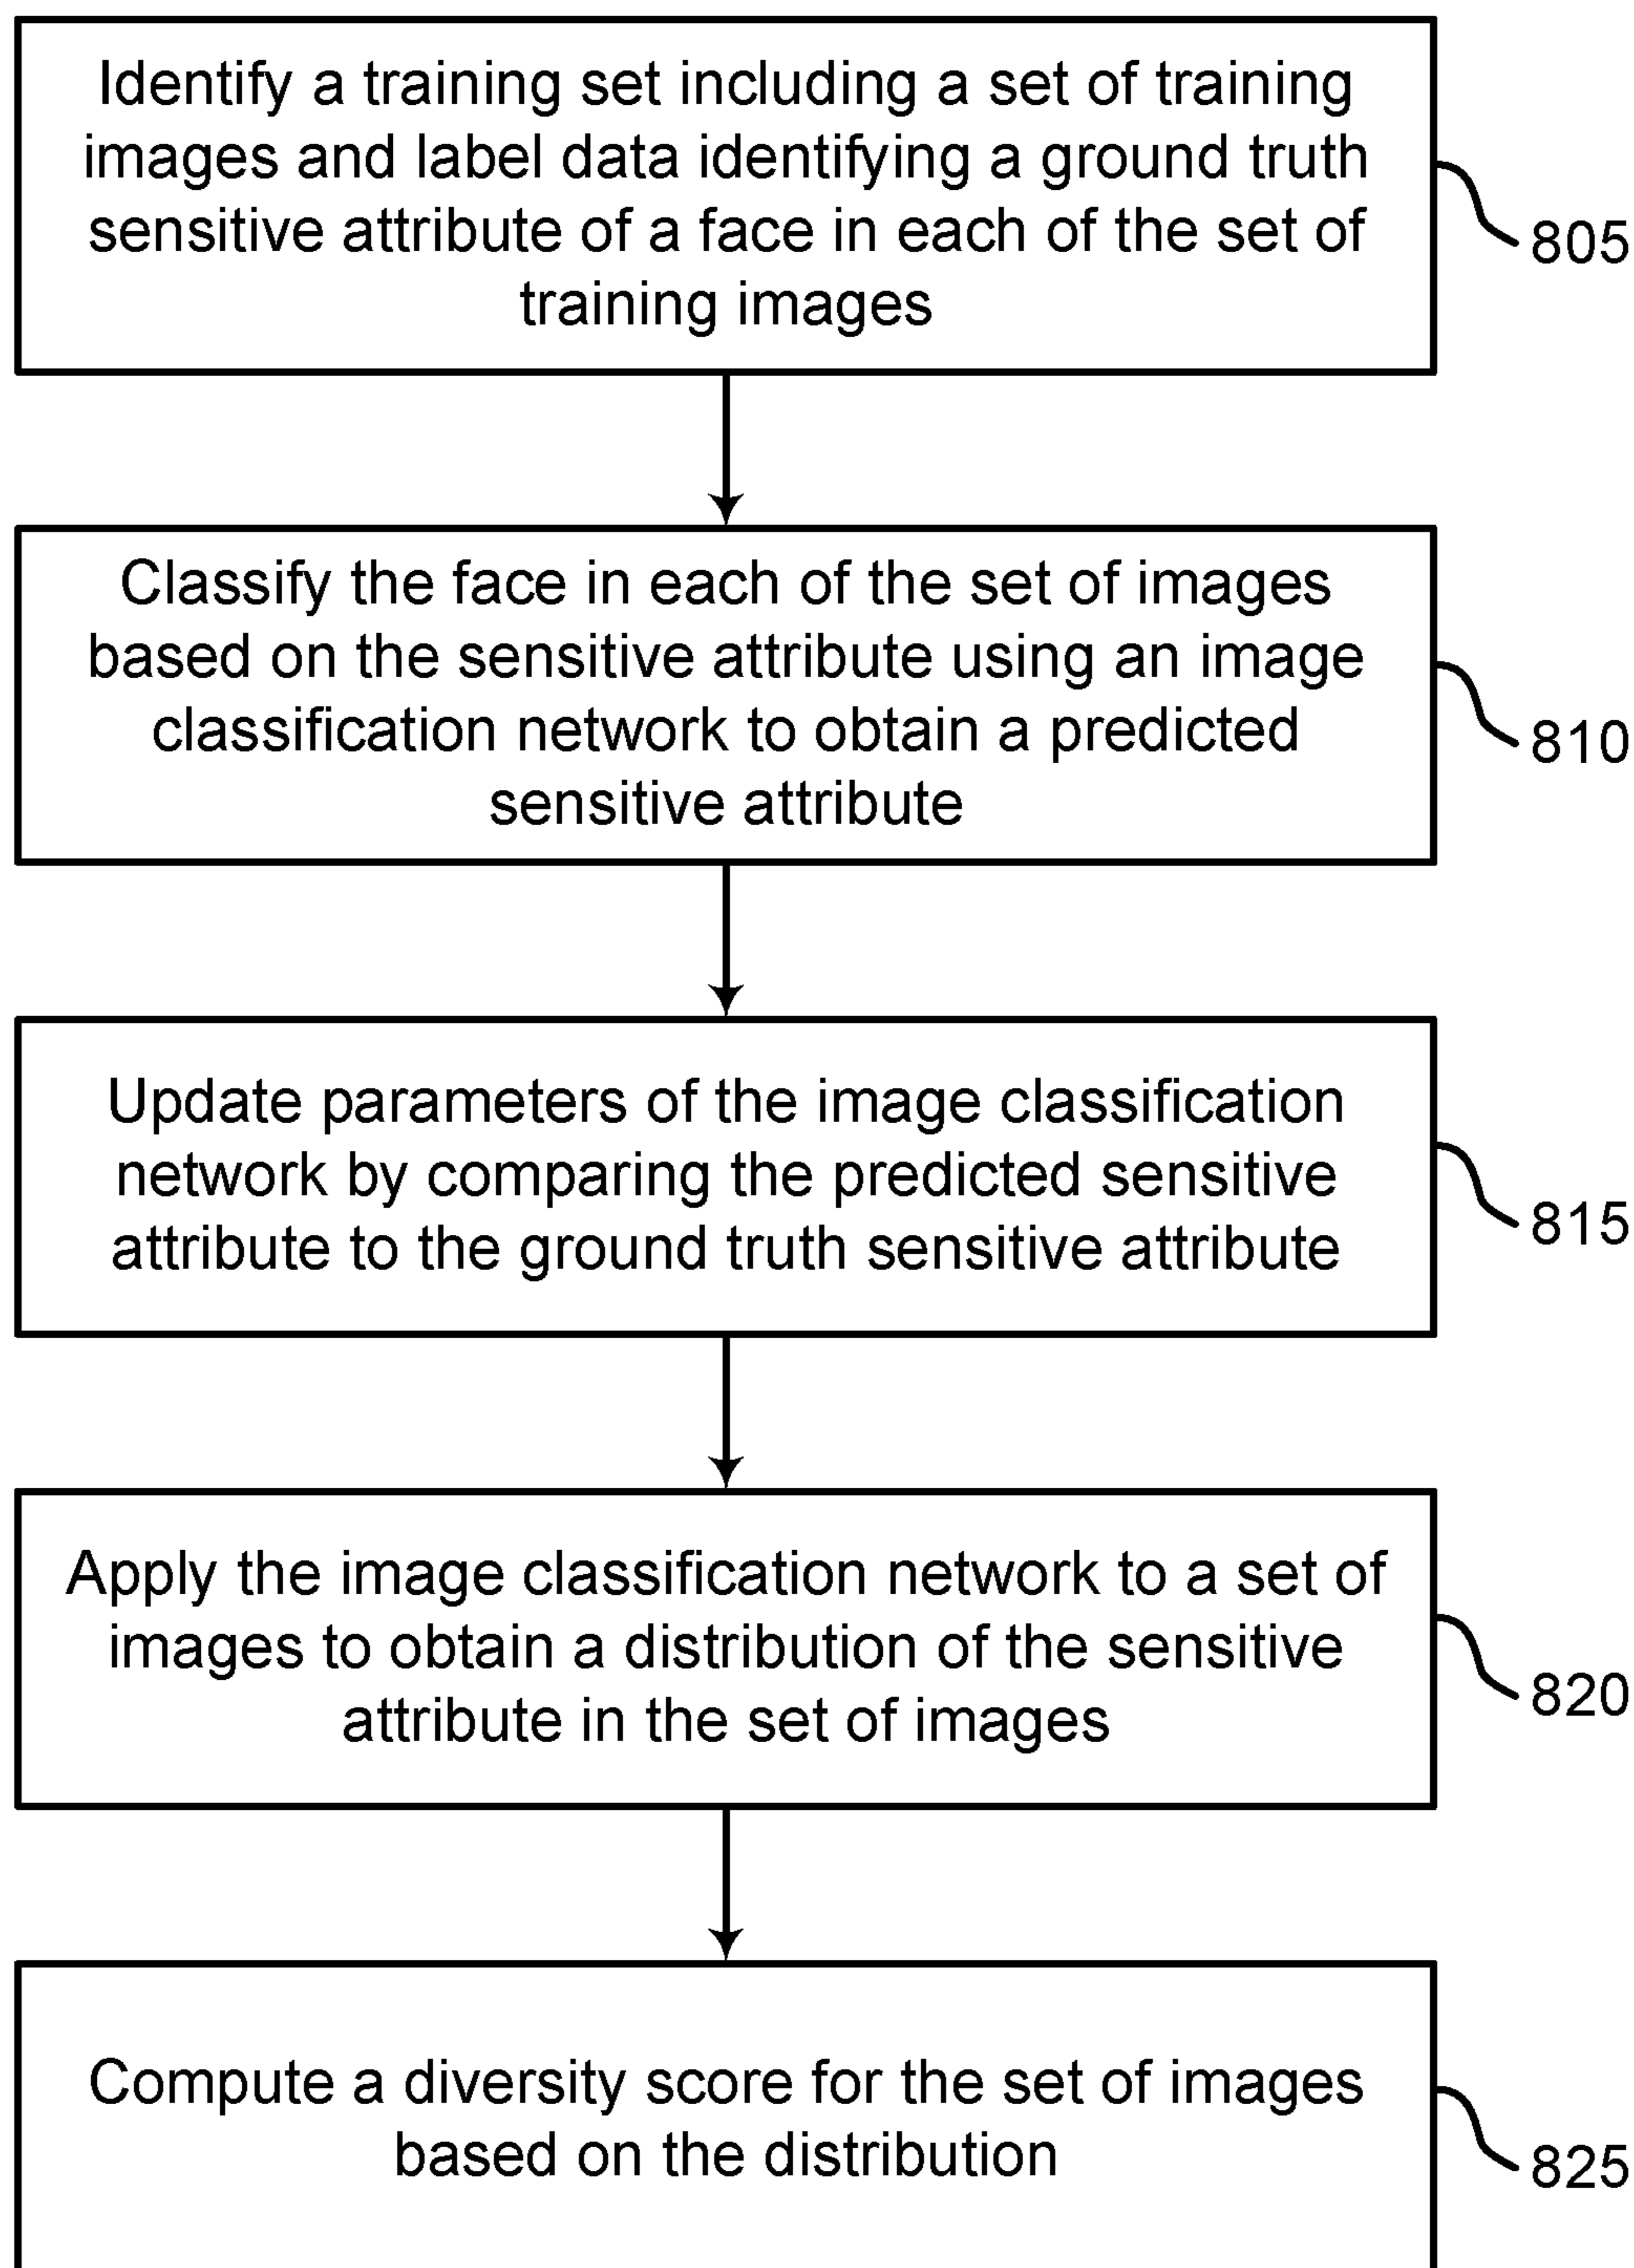 Identify a training set including a set of training
images and label data identifying a ground truth
sensitive attribute of a face in each of the set of
training images
805
Classify the face in each of the set of images
based on the sensitive attribute using an image
classification network to obtain a predicted
sensitive attribute
810
Update parameters of the image classification
network by comparing the predicted sensitive
attribute to the ground truth sensitive attribute
815
Apply the image classification network to a set of
images to obtain a distribution of the sensitive
attribute in the set of images
820
Compute a diversity score for the set of images
based on the distribution
825